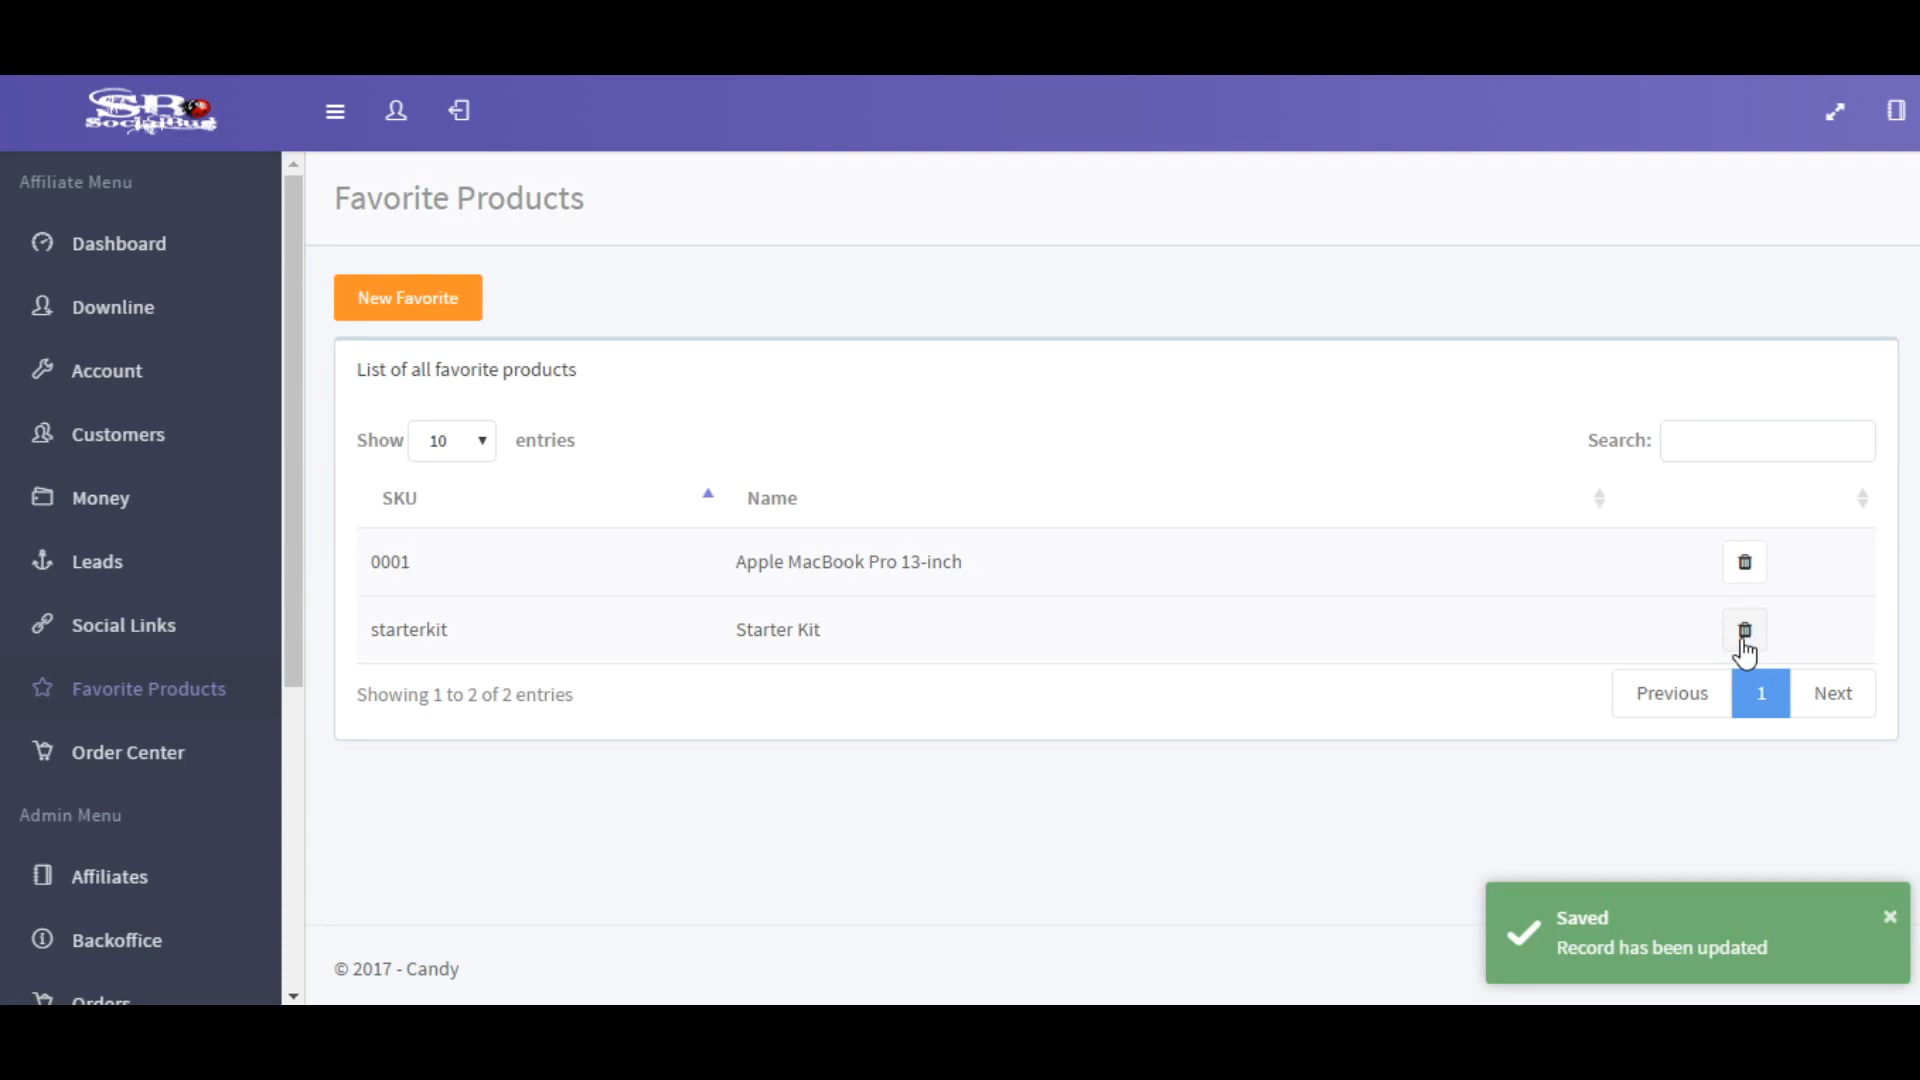 SB
SocialBug
Affiliate Menu
Dashboard
Downline
Account
Customers
Money
Leads
Social Links
Favorite Products
Order Center
Admin Menu
Affiliates
Backoffice
Orders
Favorite Products
New Favorite
List of all favorite products
Show 10 entries
Search:
SKU Name
0001 Apple MacBook Pro 13-inch
starterkit Starter Kit
Showing 1 to 2 of 2 entries
Previous 1 Next
Saved
Record has been updated
© 2017 - Candy